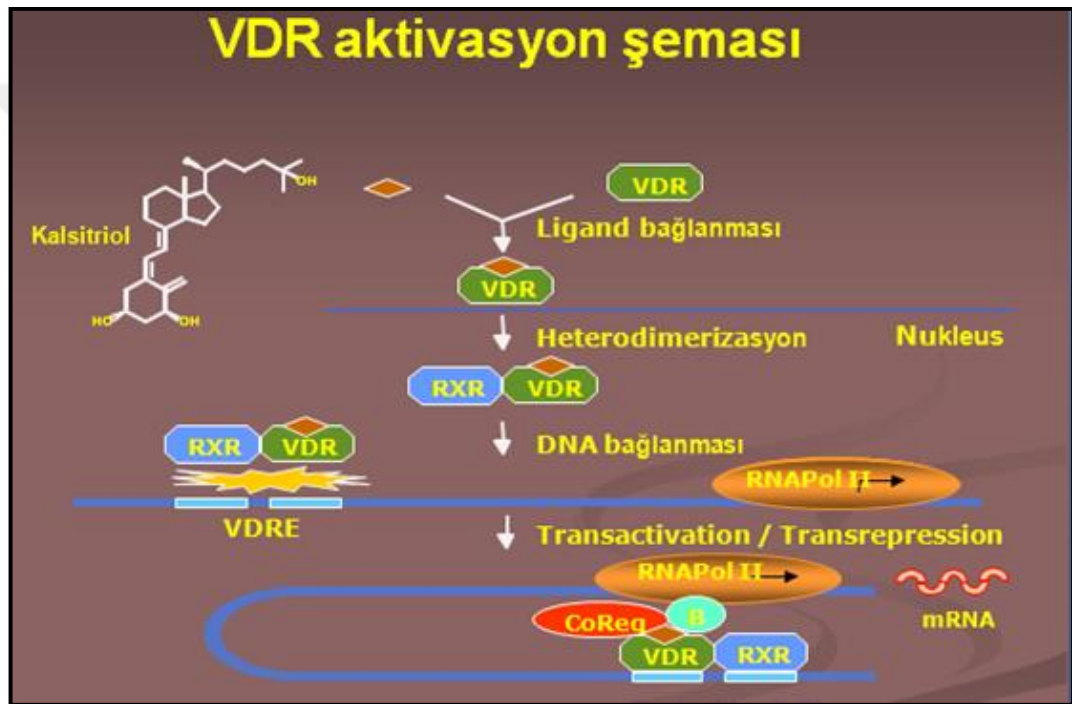 VDR aktivasyon şeması
OH
VDR
Kalsitriol
Ligand bağlanması
VDR
HO
OH
Heterodimerizasyon
Nukleus
RXR
VDR
RXR
VDR
DNA bağlanması
RNAPol II
VDRE
Transactivation / Transrepression
RNAPol II
CoReg
B
mRNA
VDR
RXR